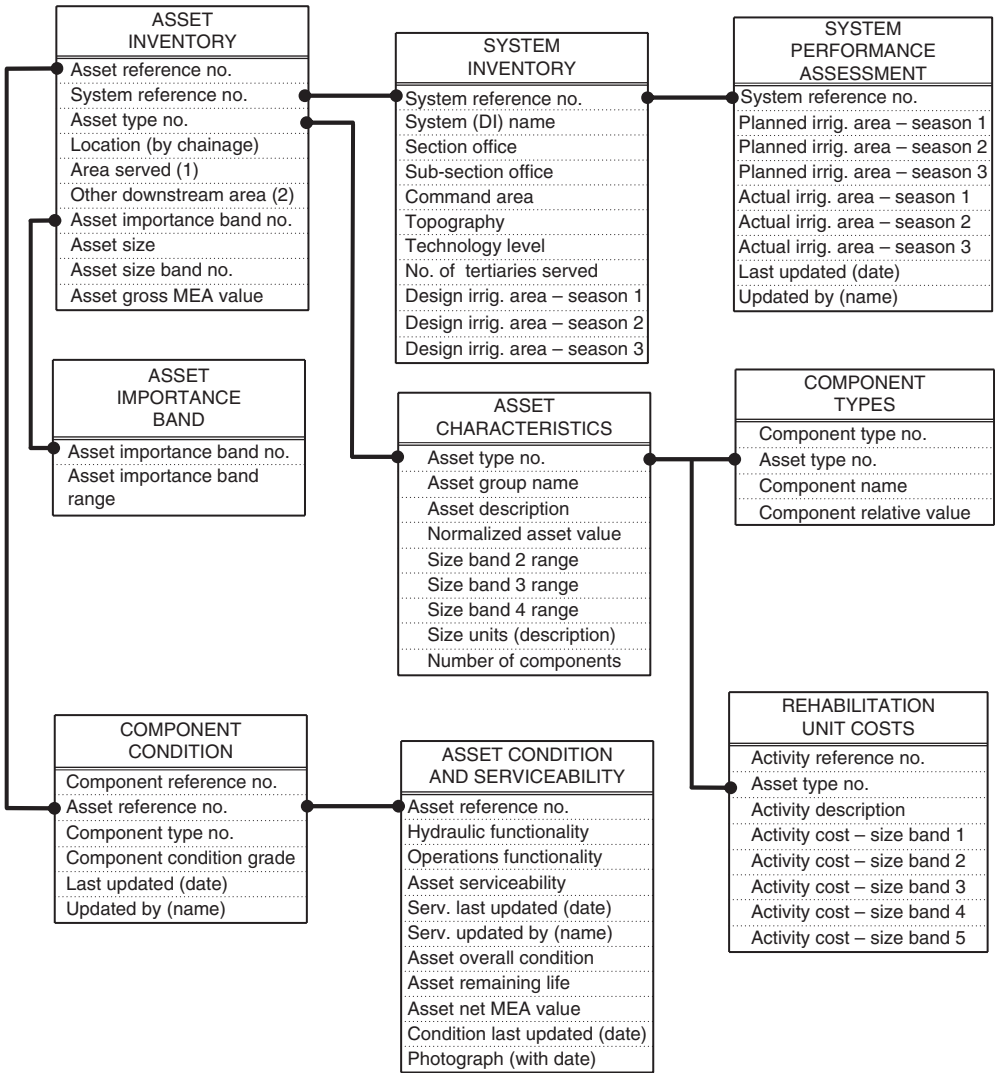 ASSET
INVENTORY
Asset reference no.
System reference no.
Asset type no.
Location (by chainage)
Area served (1)
Other downstream area (2)
Asset importance band no.
Asset size
Asset size band no.
Asset gross MEA value
SYSTEM
INVENTORY
System reference no.
System (DI) name
Section office
Sub-section office
Command area
Topography
Technology level
No. of tertiaries served
Design irrig. area – season 1
Design irrig. area – season 2
Design irrig. area – season 3
SYSTEM
PERFORMANCE
ASSESSMENT
System reference no.
Planned irrig. area – season 1
Planned irrig. area – season 2
Planned irrig. area – season 3
Actual irrig. area – season 1
Actual irrig. area – season 2
Actual irrig. area – season 3
Last updated (date)
Updated by (name)
ASSET
IMPORTANCE
BAND
Asset importance band no.
Asset importance band
range
ASSET
CHARACTERISTICS
Asset type no.
Asset group name
Asset description
Normalized asset value
Size band 2 range
Size band 3 range
Size band 4 range
Size units (description)
Number of components
COMPONENT
TYPES
Component type no.
Asset type no.
Component name
Component relative value
COMPONENT
CONDITION
Component reference no.
Asset reference no.
Component type no.
Component condition grade
Last updated (date)
Updated by (name)
ASSET CONDITION
AND SERVICEABILITY
Asset reference no.
Hydraulic functionality
Operations functionality
Asset serviceability
Serv. last updated (date)
Serv. updated by (name)
Asset overall condition
Asset remaining life
Asset net MEA value
Condition last updated (date)
Photograph (with date)
REHABILITATION
UNIT COSTS
Activity reference no.
Asset type no.
Activity description
Activity cost – size band 1
Activity cost – size band 2
Activity cost – size band 3
Activity cost – size band 4
Activity cost – size band 5